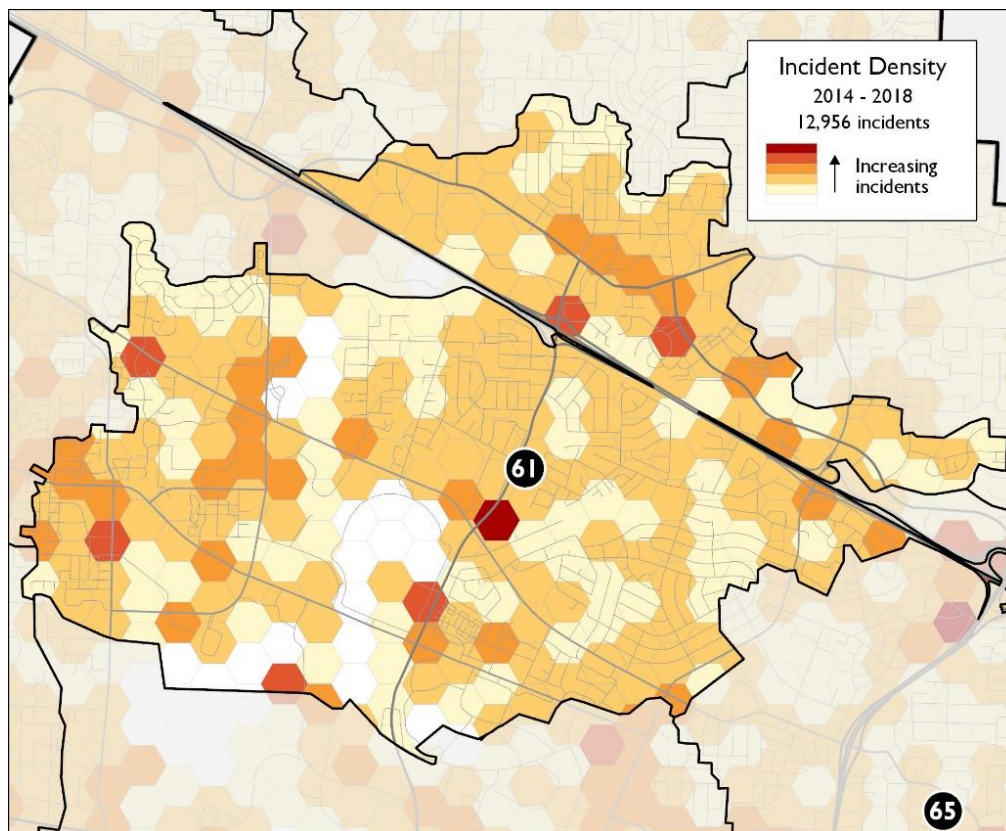 Incident Density
2014 - 2018
12,956 incidents
Increasing
incidents
61
65